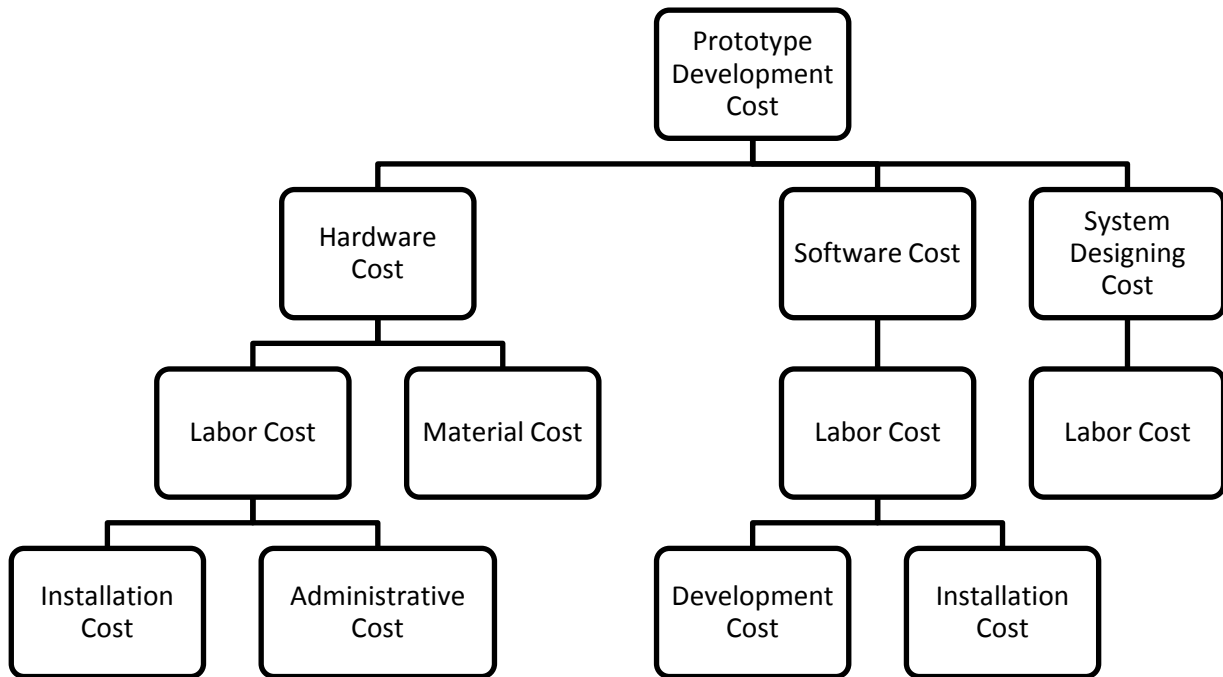 Prototype
Development
Cost
Hardware
Cost
Software Cost
System
Designing
Cost
Labor Cost
Material Cost
Labor Cost
Labor Cost
Installation
Cost
Administrative
Cost
Development
Cost
Installation
Cost